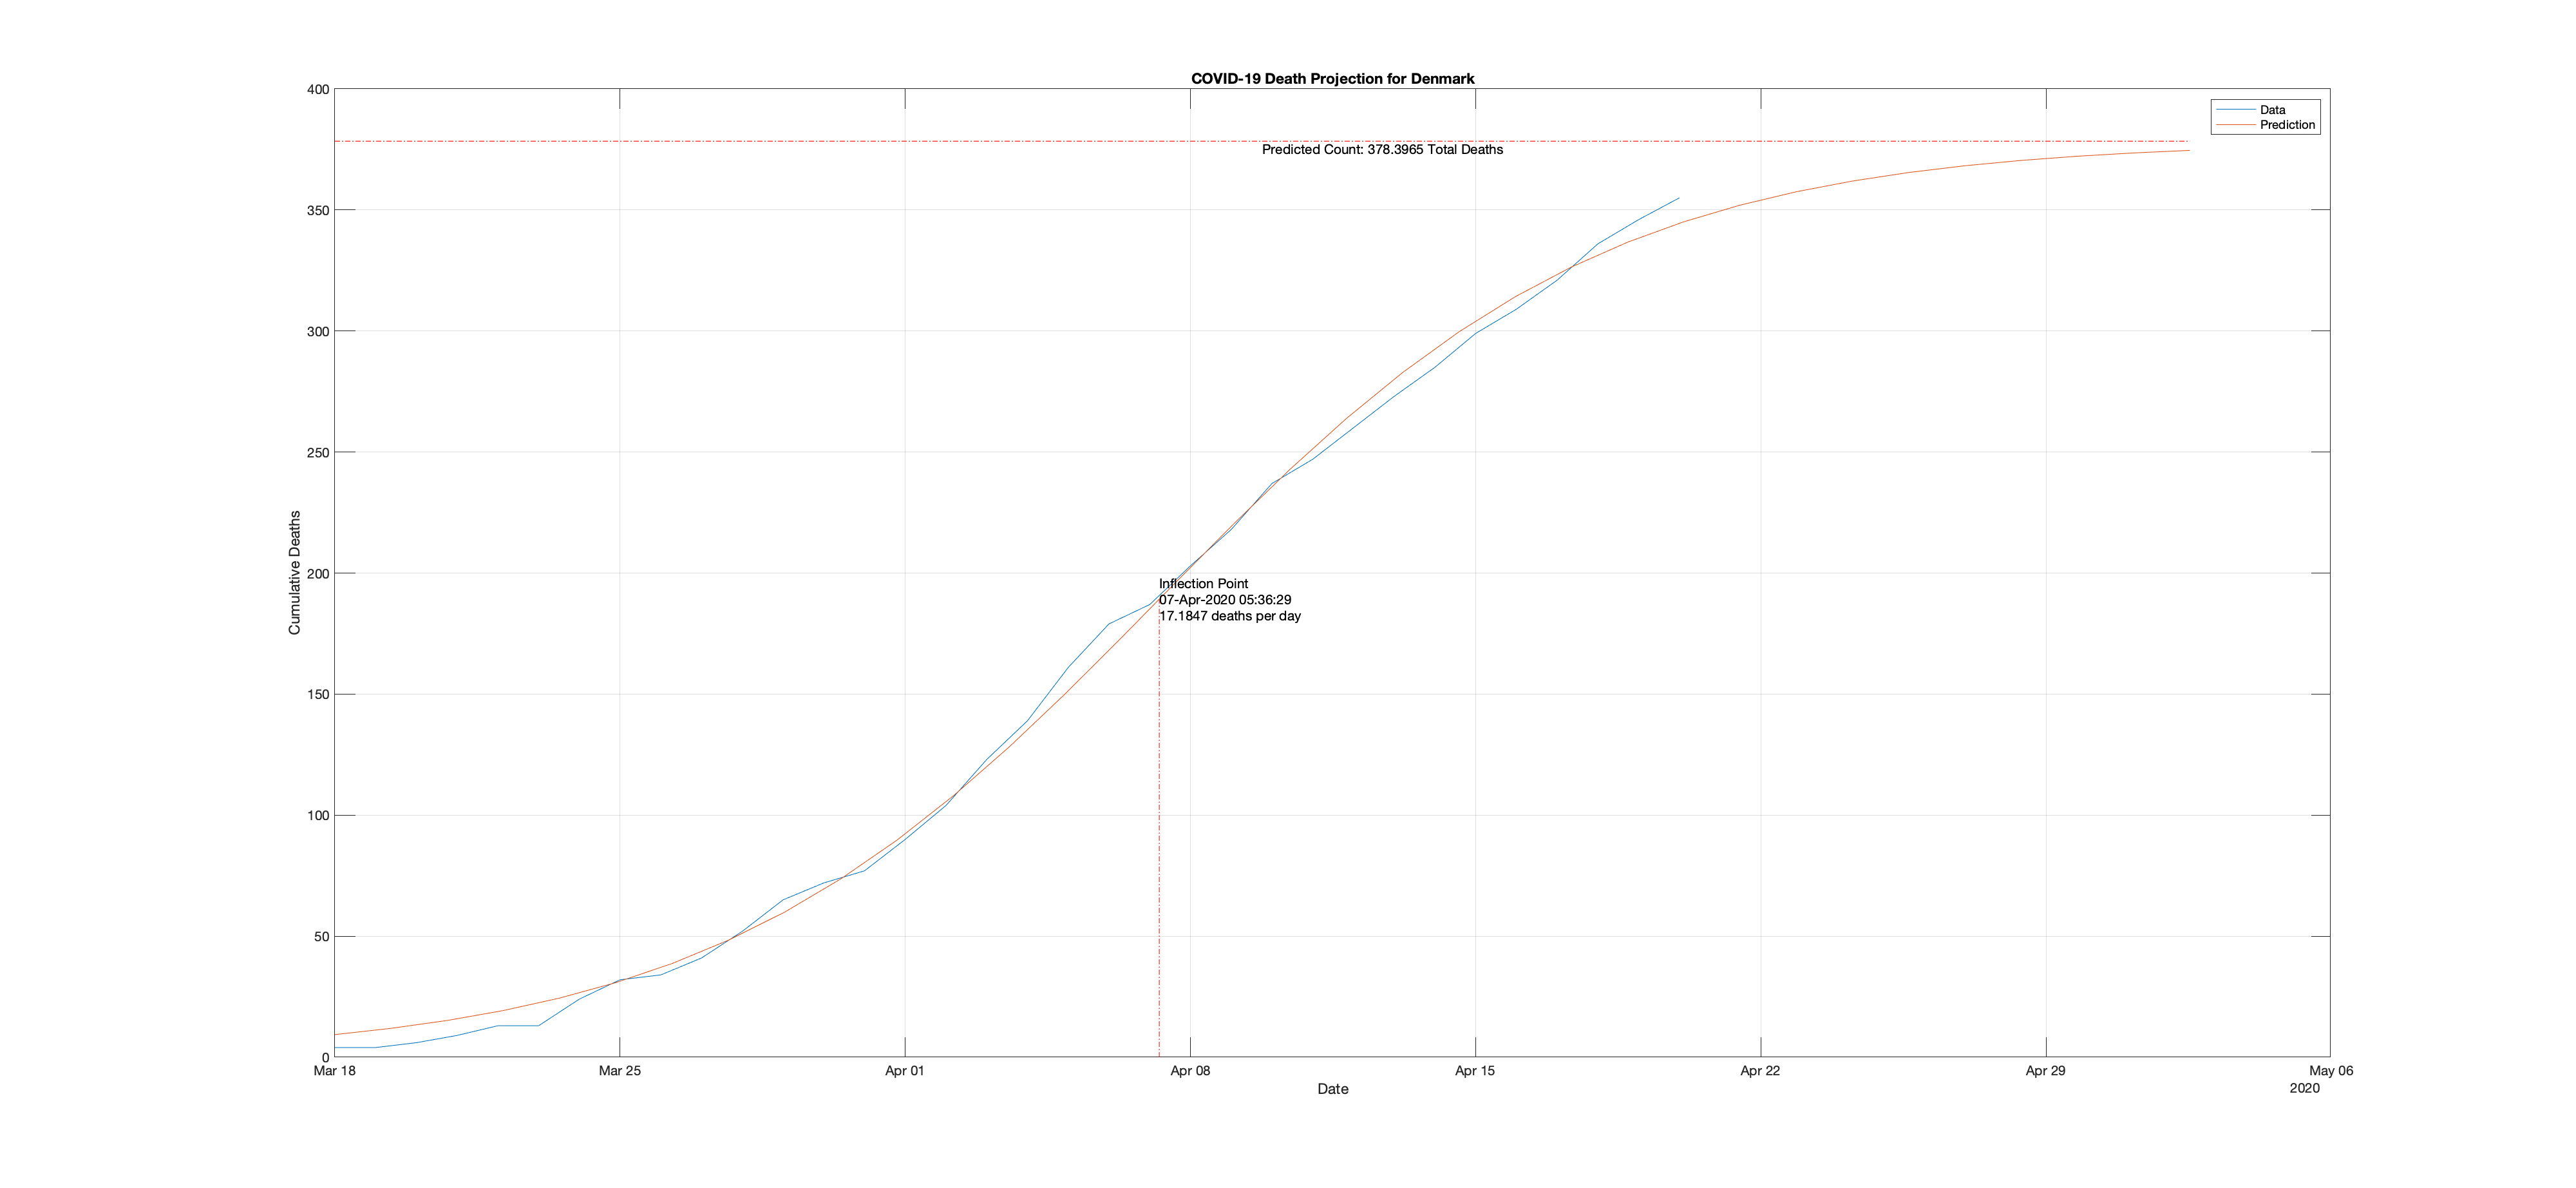 COVID-19 Death Projection for Denmark
400
350
300
250
200
150
100
50
0
Cumulative Deaths
Data
Prediction
Predicted Count: 378.3965 Total Deaths
Inflection Point
07-Apr-2020 05:36:29
17.1847 deaths per day
Mar 18
Mar 25
Apr 01
Apr 08
Apr 15
Apr 22
Apr 29
May 06
2020
Date